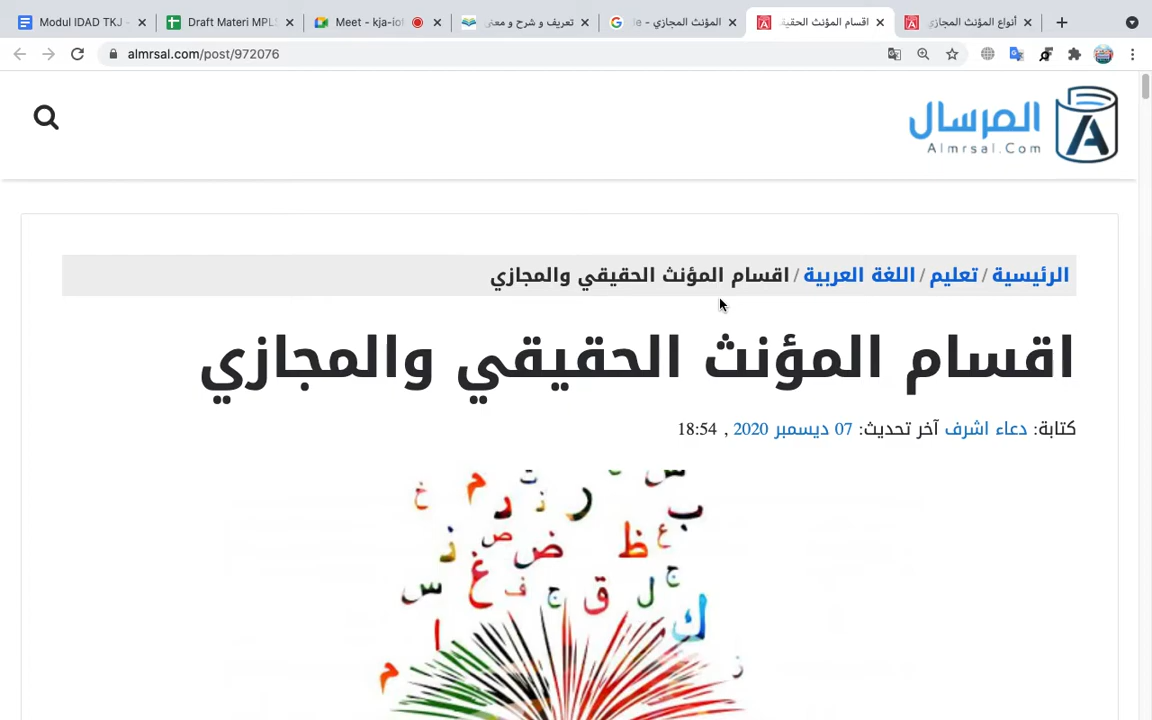 Modul IDAD TKJ -
Draft Materi MPLS
Meet - kja-io
تعريف و شرح و معنى
المؤنث المجازي -
اقسام المؤنث الحقيقي
أنواع المؤنث المجازي
almrsal.com/post/972076
المرسال
Almrsal.Com
الرئيسية / تعليم / اللغة العربية / اقسام المؤنث الحقيقي والمجازي
اقسام المؤنث الحقيقي والمجازي
كتابة: دعاء اشرف آخر تحديث: 07 ديسمبر 2020 , 18:54